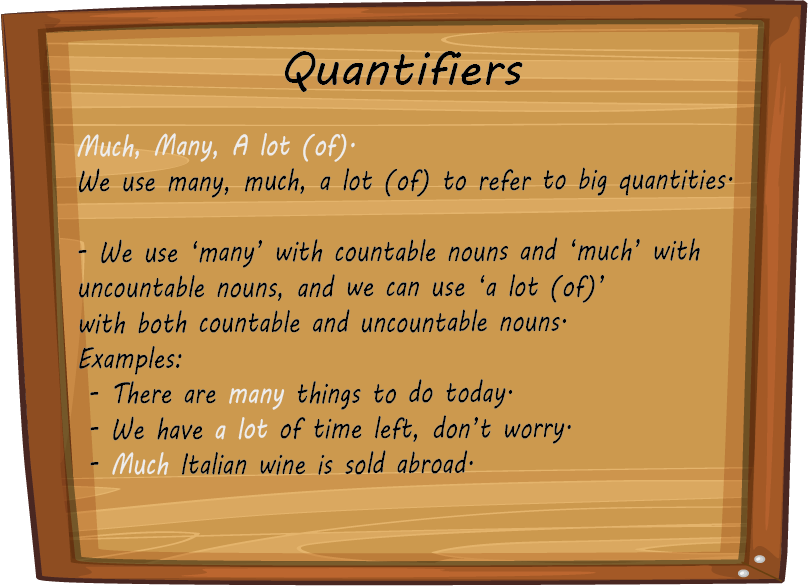 Quantifiers
Much, Many, A lot (of).
We use many, much, a lot (of) to refer to big quantities.
- We use ‘many’ with countable nouns and ‘much’ with
uncountable nouns, and we can use ‘a lot (of)’
with both countable and uncountable nouns.
Examples:
- There are many things to do today.
- We have a lot of time left, don’t worry.
- Much Italian wine is sold abroad.